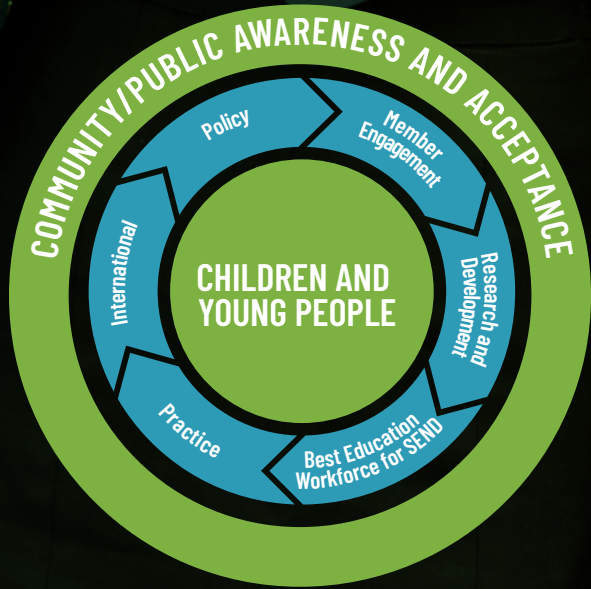 COMMUNITY/PUBLIC AWARENESS AND ACCEPTANCE
Policy
Member
Engagement
Research and
Development
Best Education
Workforce for SEND
Practice
International
CHILDREN AND
YOUNG PEOPLE